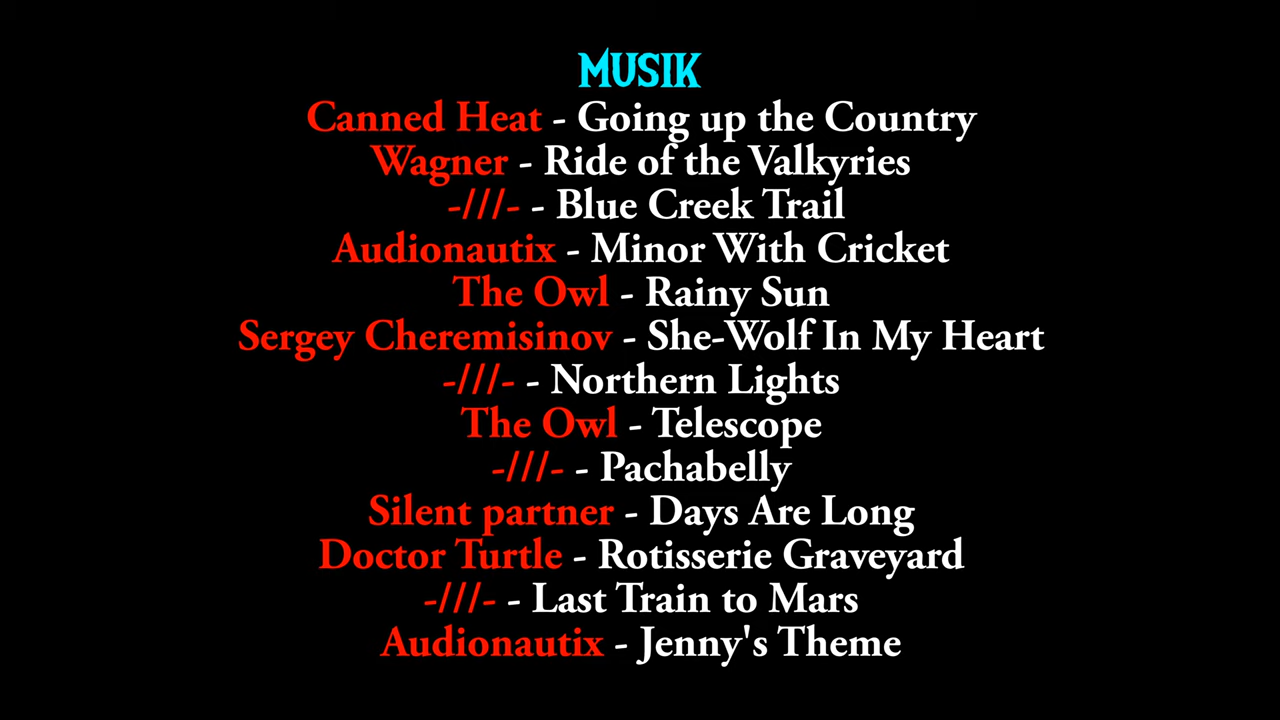 MUSIK
Canned Heat - Going up the Country
Wagner - Ride of the Valkyries
-///- - Blue Creek Trail
Audionautix - Minor With Cricket
The Owl - Rainy Sun
Sergey Cheremisinov - She-Wolf In My Heart
-///- - Northern Lights
The Owl - Telescope
-///- - Pachabelly
Silent partner - Days Are Long
Doctor Turtle - Rotisserie Graveyard
-///- - Last Train to Mars
Audionautix - Jenny's Theme